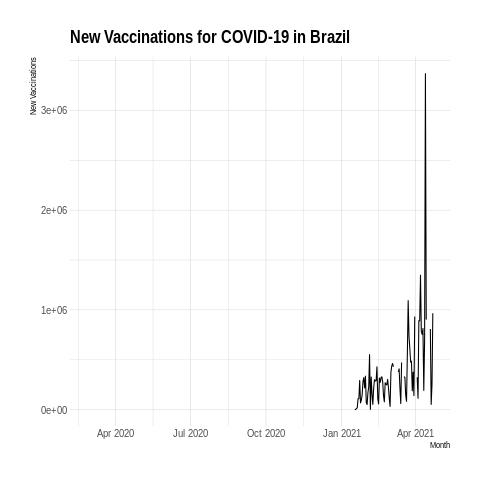 New Vaccinations for COVID-19 in Brazil
New Vaccinations
3e+06
2e+06
1e+06
0e+00
Apr 2020
Jul 2020
Oct 2020
Jan 2021
Apr 2021
Month